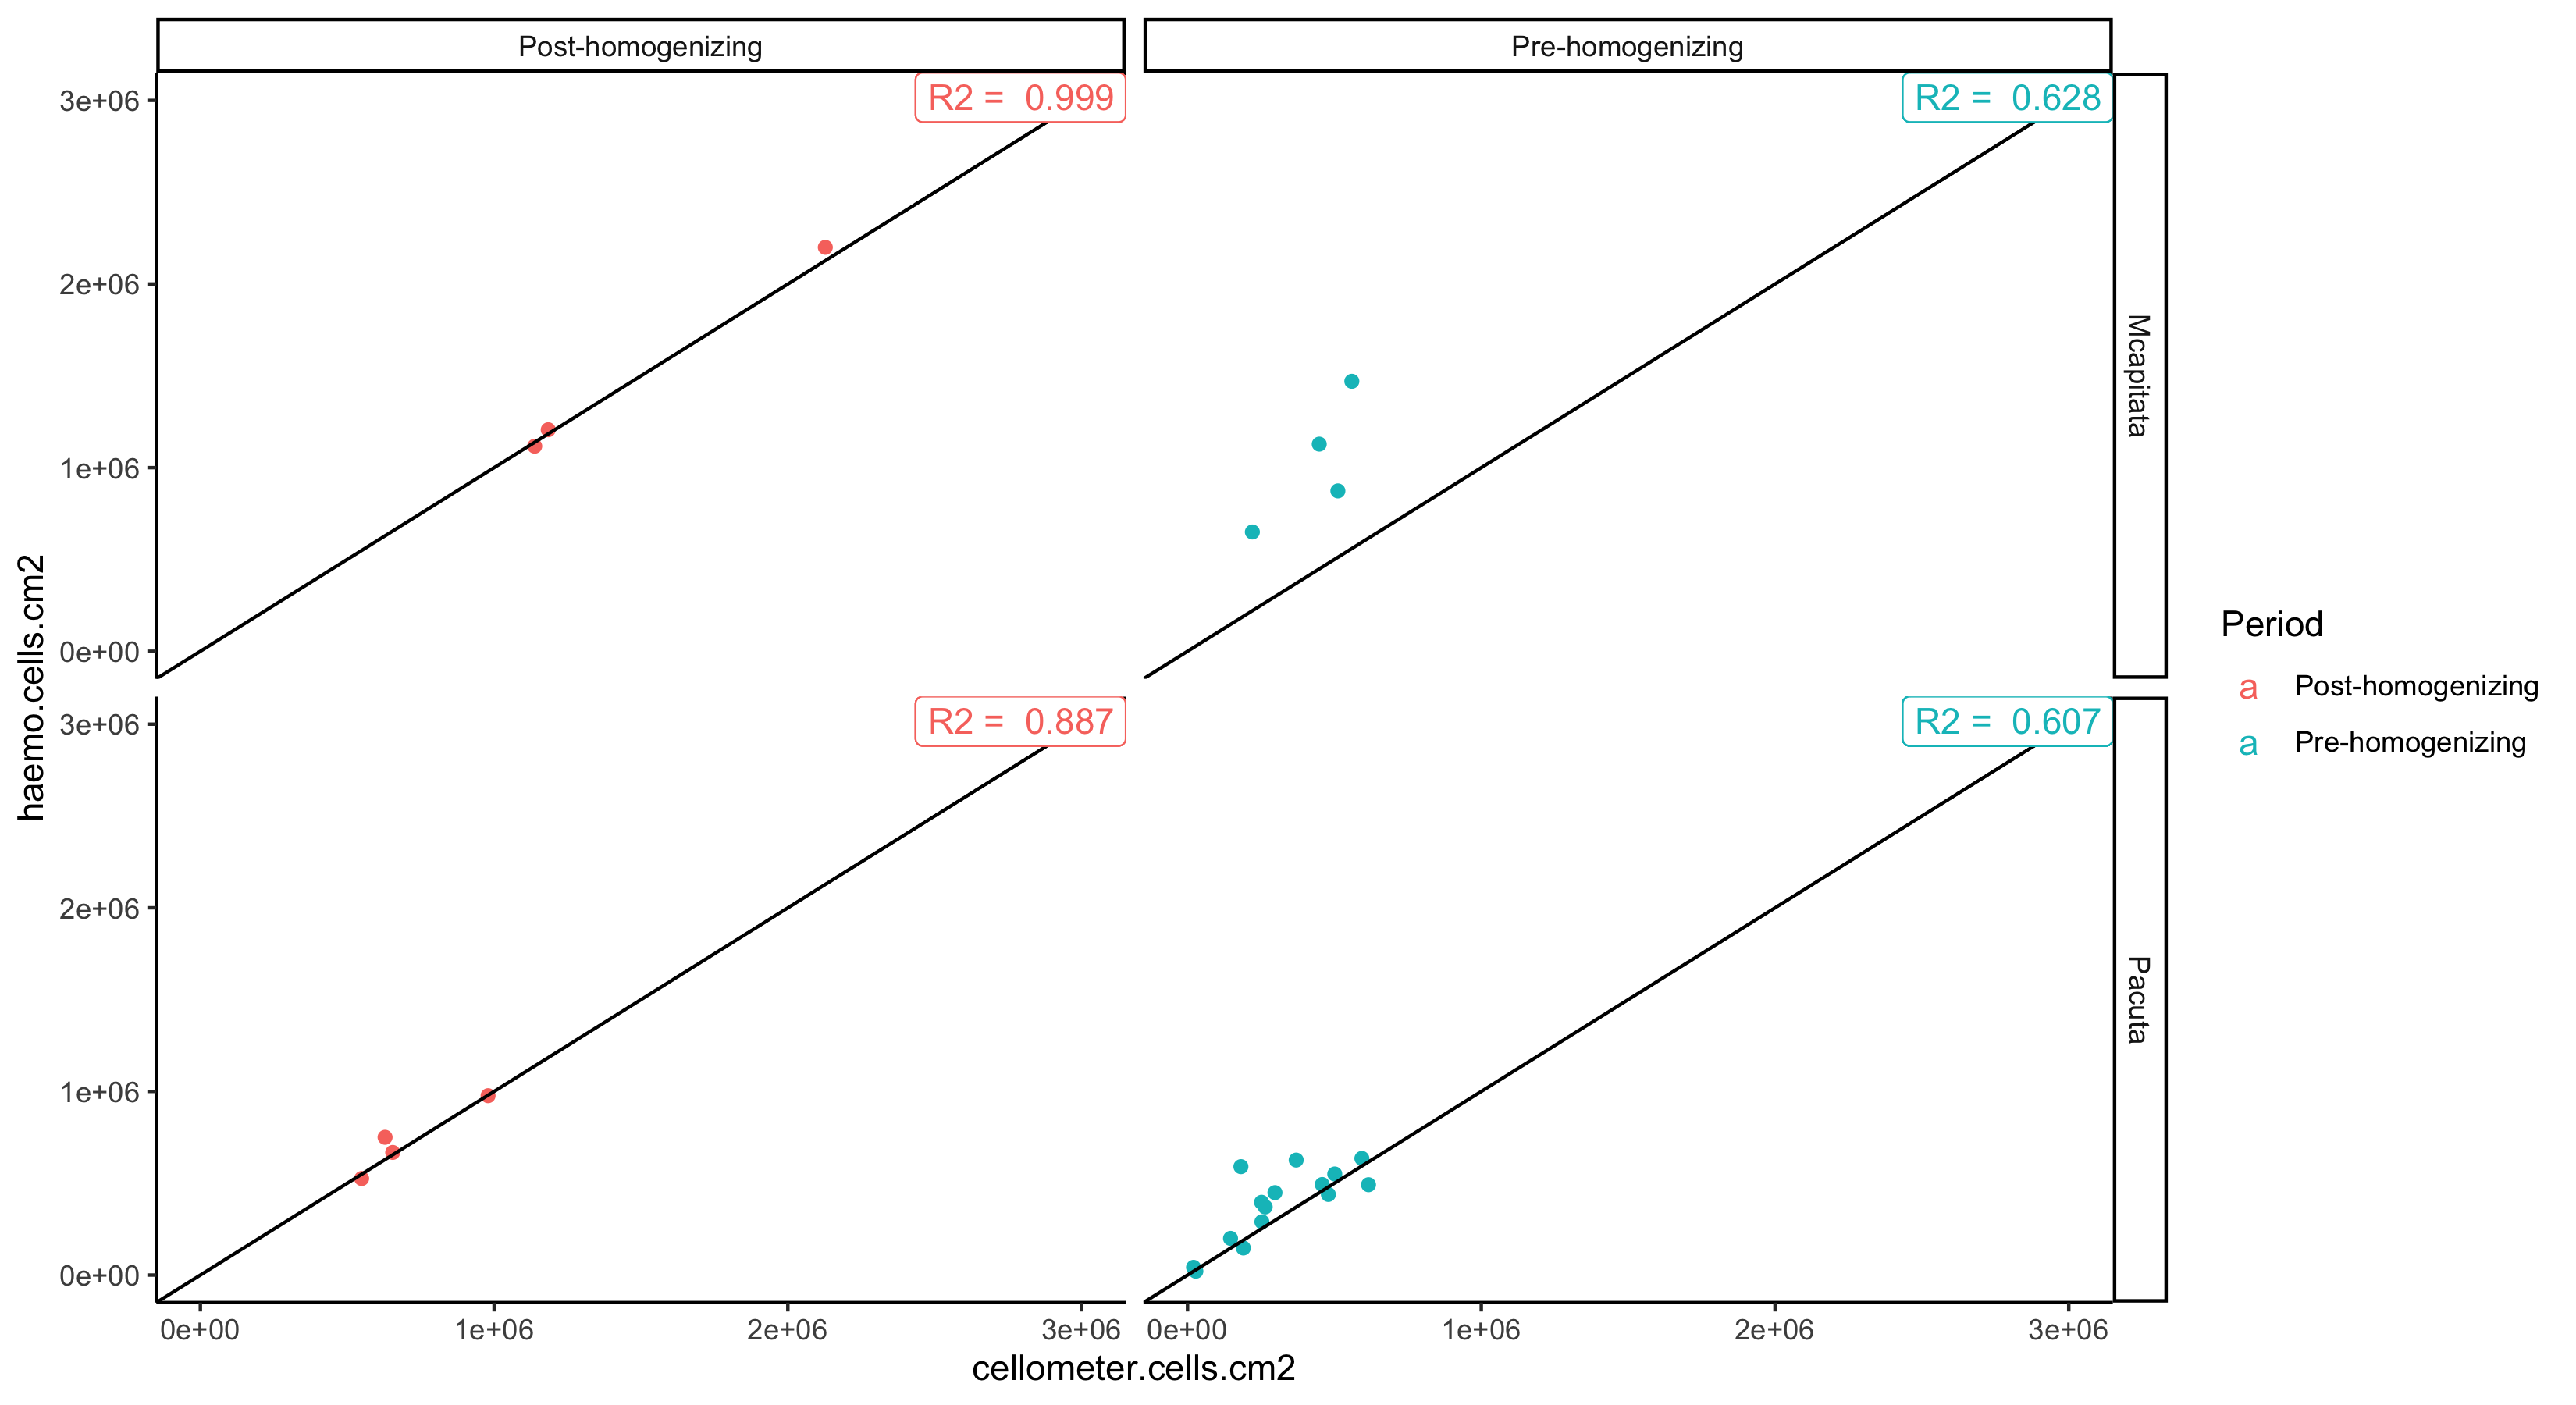 Post-homogenizing
Pre-homogenizing
R2 = 0.999
R2 = 0.628
3e+06
2e+06
1e+06
0e+00
Mcapitata
R2 = 0.887
R2 = 0.607
3e+06
2e+06
1e+06
0e+00
Pacuta
haemo.cells.cm2
0e+00
1e+06
2e+06
3e+06
0e+00
1e+06
2e+06
3e+06
cellometer.cells.cm2
Period
a Post-homogenizing
a Pre-homogenizing